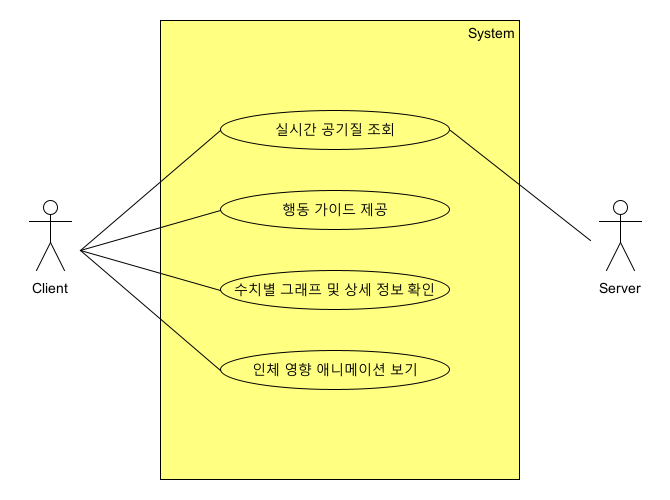 System
실시간 공기질 조회
행동 가이드 제공
Client
Server
수치별 그래프 및 상세 정보 확인
인체 영향 애니메이션 보기